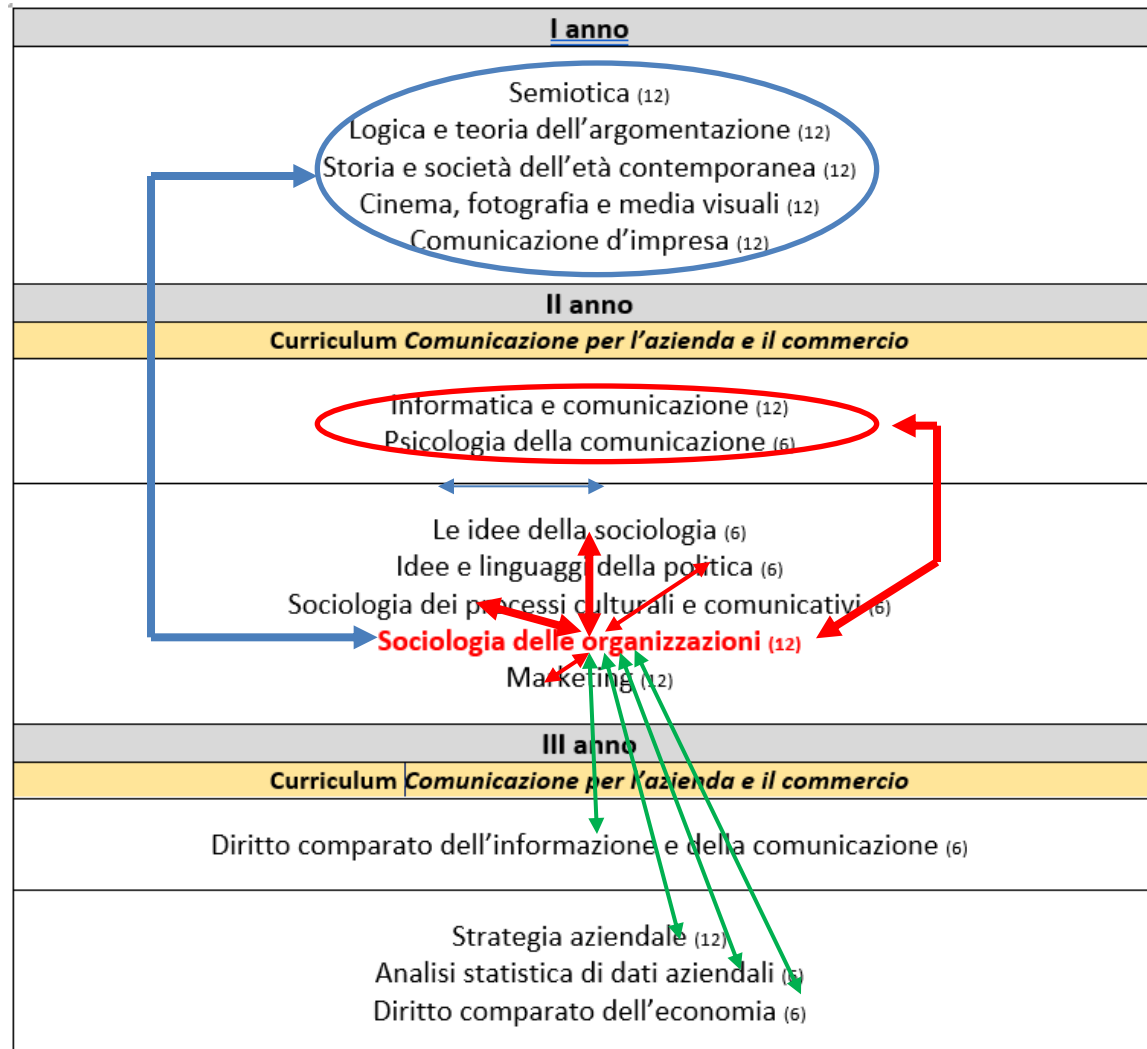 I anno
Semiotica (12)
Logica e teoria dell'argomentazione (12)
Storia e società dell'età contemporanea (12)
Cinema, fotografia e media visuali (12)
Comunicazione d'impresa (12)
II anno
Curriculum Comunicazione per l'azienda e il commercio
Informatica e comunicazione (12)
Psicologia della comunicazione (6)
Le idee della sociologia (6)
Idee e linguaggi della politica (6)
Sociologia dei processi culturali e comunicativi (6)
Sociologia delle organizzazioni (12)
Marketing (12)
III anno
Curriculum Comunicazione per l'azienda e il commercio
Diritto comparato dell'informazione e della comunicazione (6)
Strategia aziendale (12)
Analisi statistica di dati aziendali (6)
Diritto comparato dell'economia (6)